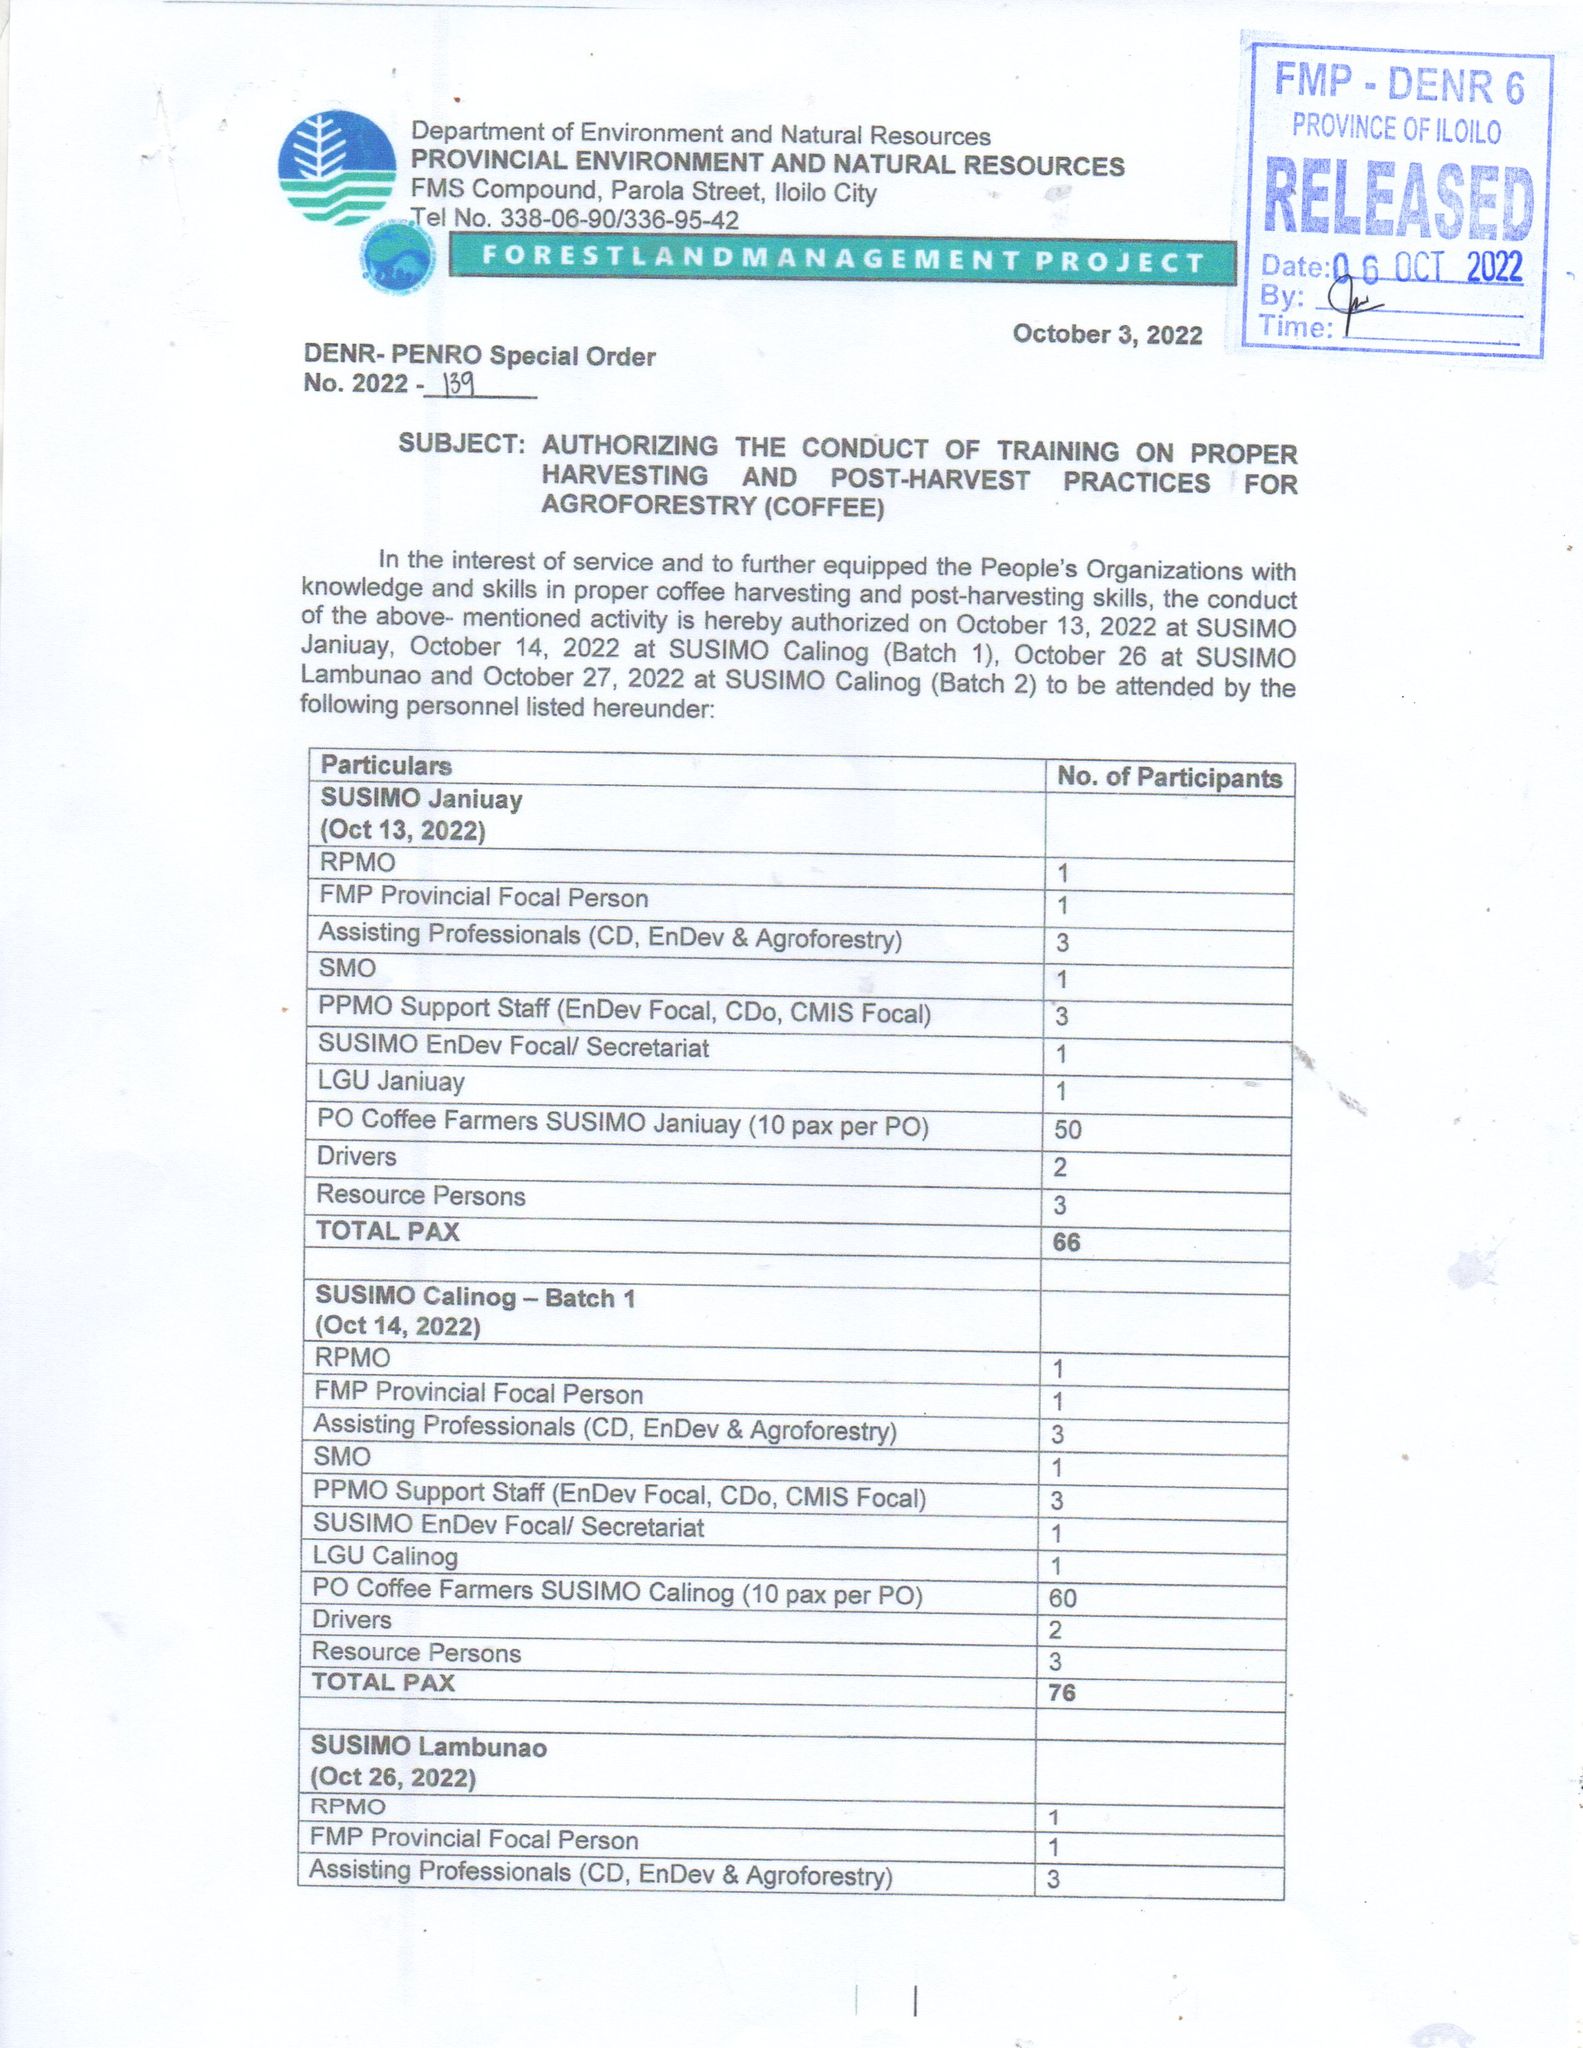 FMP - DENR 6
PROVINCE OF ILOILO
RELEASED
Date: 06 OCT 2022
By:
Time:
Department of Environment and Natural Resources
PROVINCIAL ENVIRONMENT AND NATURAL RESOURCES
FMS Compound, Parola Street, Iloilo City
Tel No. 338-06-90/336-95-42
FORESTLANDMANAGEMENT PROJECT
October 3, 2022
DENR- PENRO Special Order
No. 2022 - 139
SUBJECT: AUTHORIZING THE CONDUCT OF TRAINING ON PROPER
HARVESTING AND POST-HARVEST PRACTICES FOR
AGROFORESTRY (COFFEE)
In the interest of service and to further equipped the People's Organizations with
knowledge and skills in proper coffee harvesting and post-harvesting skills, the conduct
of the above- mentioned activity is hereby authorized on October 13, 2022 at SUSIMO
Janiuay, October 14, 2022 at SUSIMO Calinog (Batch 1), October 26 at SUSIMO
Lambunao and October 27, 2022 at SUSIMO Calinog (Batch 2) to be attended by the
following personnel listed hereunder:
Particulars No. of Participants
SUSIMO Janiuay
(Oct 13, 2022)
RPMO 1
FMP Provincial Focal Person 1
Assisting Professionals (CD, EnDev & Agroforestry) 3
SMO 1
PPMO Support Staff (EnDev Focal, CDo, CMIS Focal) 3
SUSIMO EnDev Focal/ Secretariat 1
LGU Janiuay 1
PO Coffee Farmers SUSIMO Janiuay (10 pax per PO) 50
Drivers 2
Resource Persons 3
TOTAL PAX 66
SUSIMO Calinog – Batch 1
(Oct 14, 2022)
RPMO 1
FMP Provincial Focal Person 1
Assisting Professionals (CD, EnDev & Agroforestry) 3
SMO 1
PPMO Support Staff (EnDev Focal, CDo, CMIS Focal) 3
SUSIMO EnDev Focal/ Secretariat 1
LGU Calinog 1
PO Coffee Farmers SUSIMO Calinog (10 pax per PO) 60
Drivers 2
Resource Persons 3
TOTAL PAX 76
SUSIMO Lambunao
(Oct 26, 2022)
RPMO 1
FMP Provincial Focal Person 1
Assisting Professionals (CD, EnDev & Agroforestry) 3